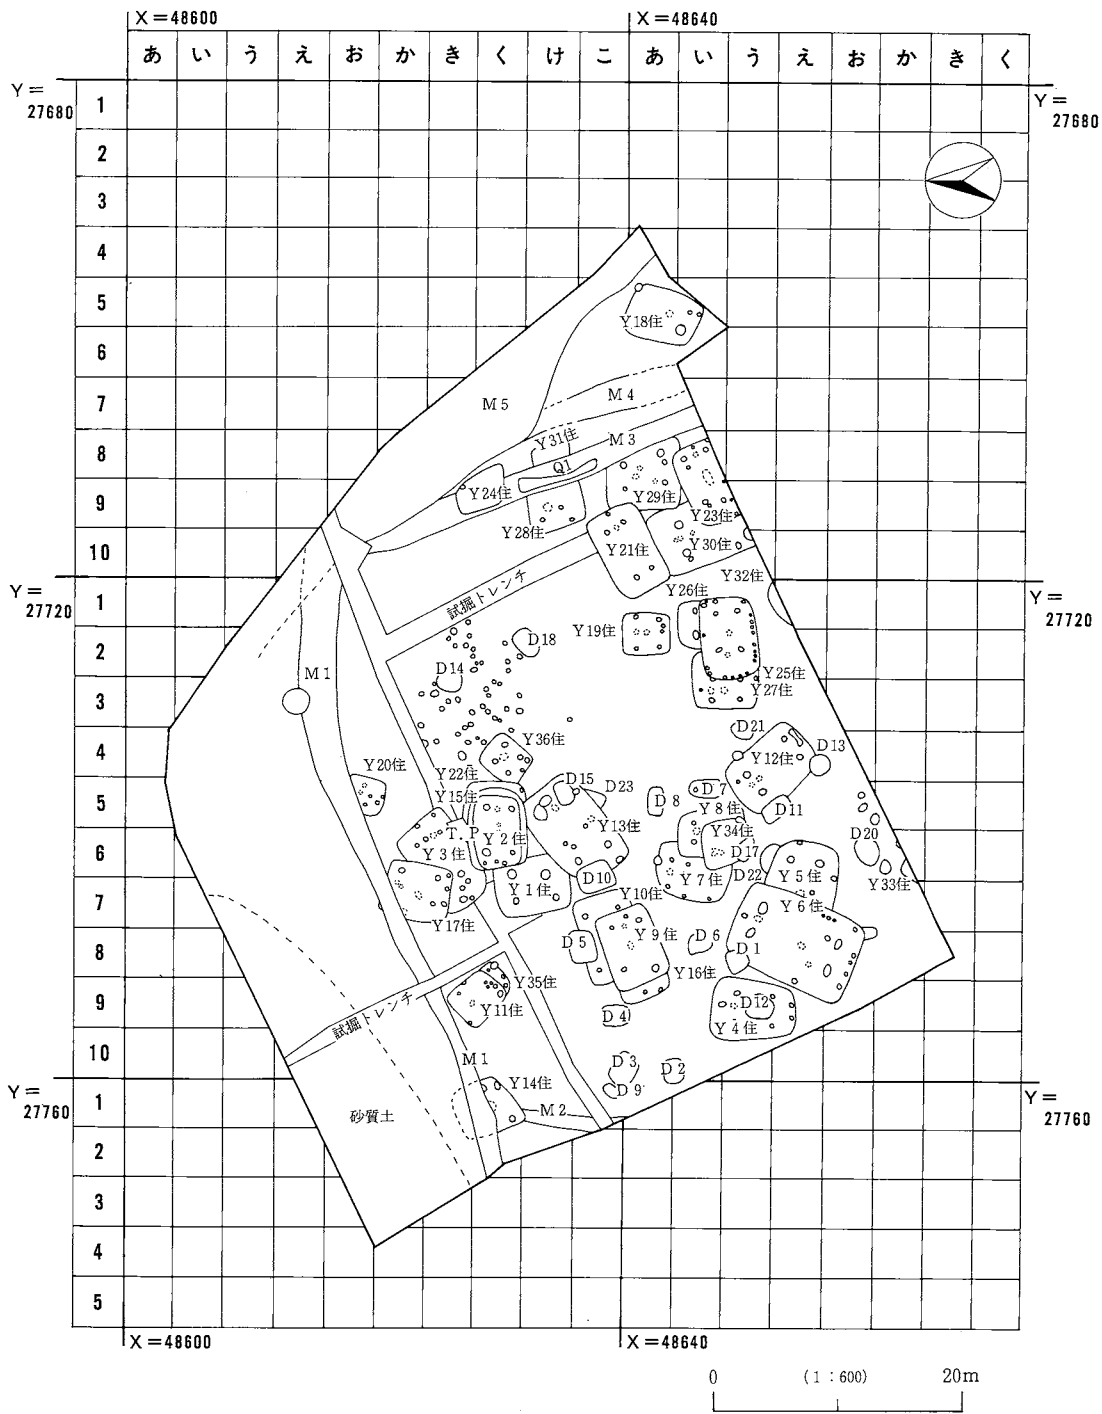 X＝48600 X＝48640
あ い う え お か き く け こ あ い う え お か き く
Y＝
27680
Y＝
27680
1
2
3
4
5
6
7
8
9
10
Y＝
27720
Y＝
27720
1
2
3
4
5
6
7
8
9
10
Y＝
27760
Y＝
27760
1
2
3
4
5
Y18住
M5
M4
M3
Y31住
Q1
Y24住
Y29住
Y23住
Y28住
Y21住
Y30住
試掘トレンチ
Y32住
Y26住
Y19住
D18
D14
M1
Y25住
Y27住
D21
Y36住
Y12住
D13
Y22住
Y20住
D15
D23
D8
D7
D11
Y15住
Y8住
T.P
Y2住
Y13住
Y34住
D20
Y3住
D17
D10
Y7住
D22
Y5住
Y33住
Y1住
Y10住
Y6住
Y17住
D5
Y9住
D6
D1
Y16住
Y35住
Y11住
試掘トレンチ
D4
D12
Y4住
M1
D3
D2
D9
Y14住
M2
砂質土
X＝48600 X＝48640
0 (1：600) 20m